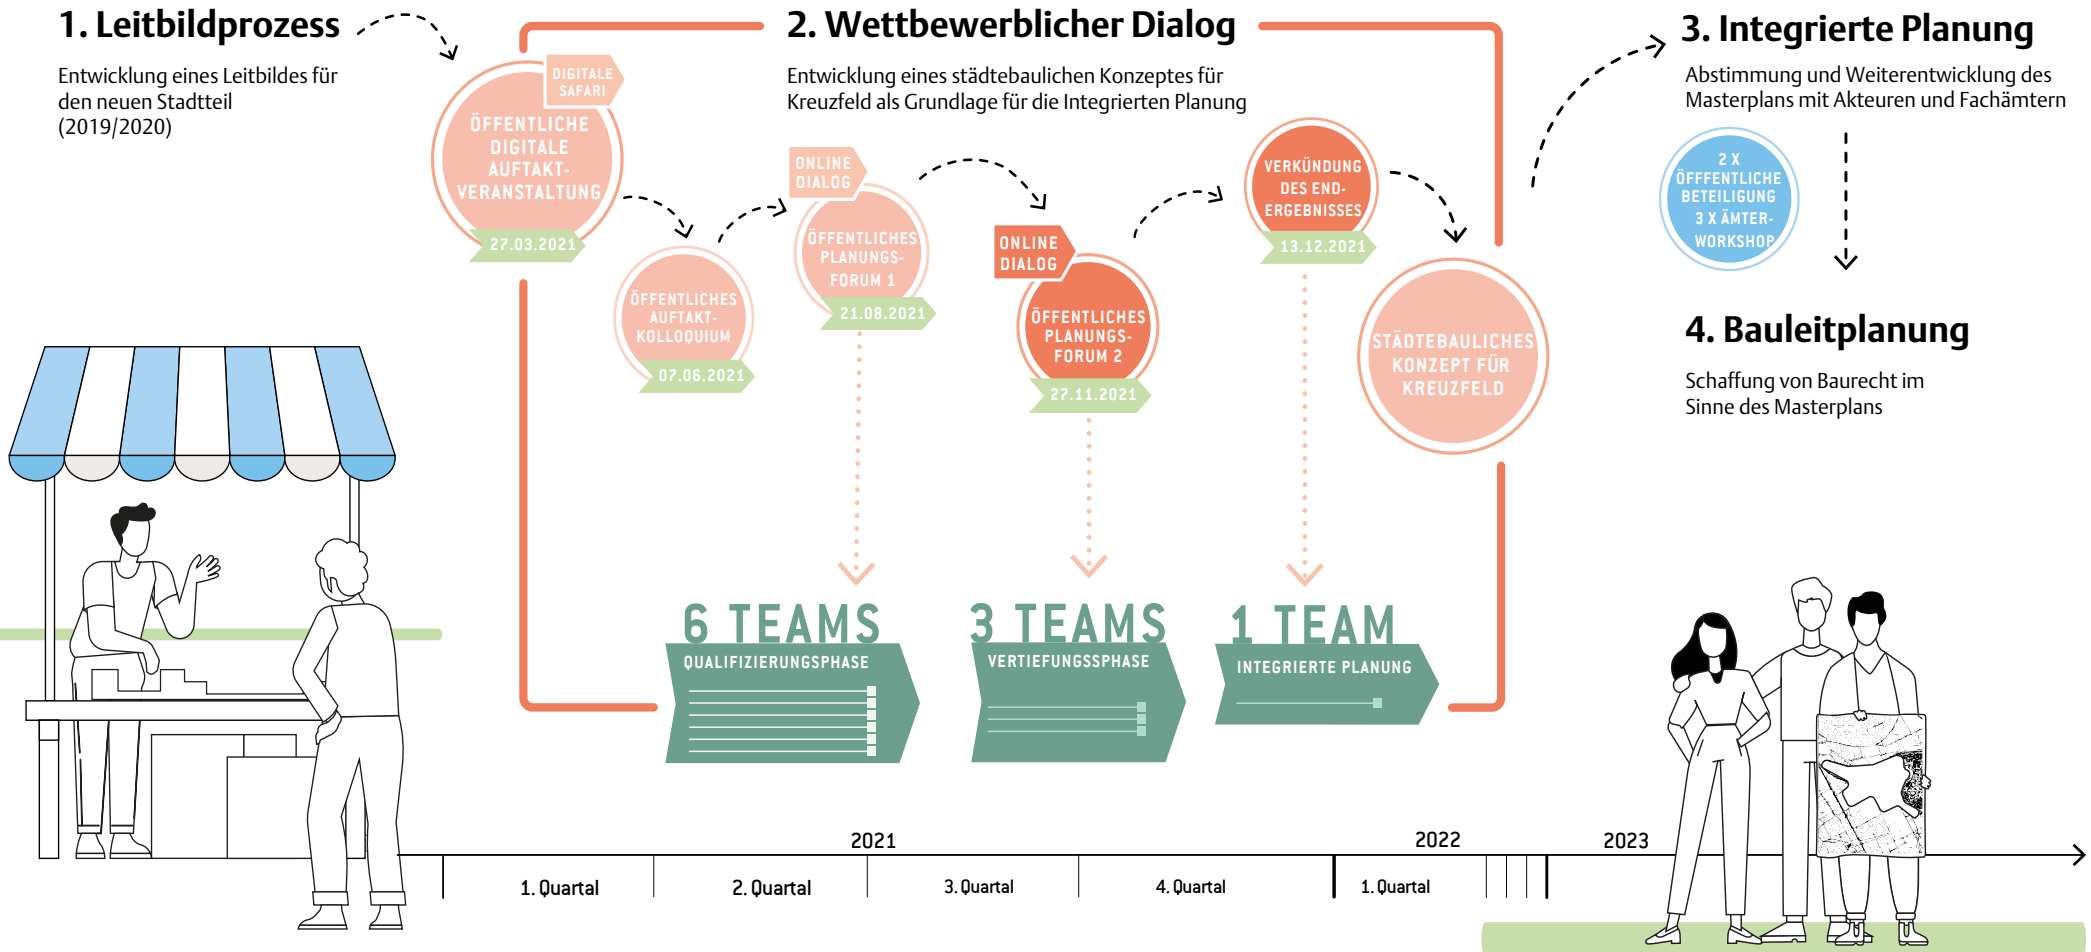 1. Leitbildprozess
Entwicklung eines Leitbildes für
den neuen Stadtteil
(2019/2020)
2. Wettbewerblicher Dialog
Entwicklung eines städtebaulichen Konzeptes für
Kreuzfeld als Grundlage für die Integrierten Planung
DIGITALE
SAFARI
ÖFFENTLICHE
DIGITALE
AUFTAKT-
VERANSTALTUNG
27.03.2021
ÖFFENTLICHES
AUFTAKT-
KOLLOQUIUM
07.06.2021
ONLINE
DIALOG
ÖFFENTLICHES
PLANUNGS-
FORUM 1
21.08.2021
ONLINE
DIALOG
ÖFFENTLICHES
PLANUNGS-
FORUM 2
27.11.2021
VERKÜNDUNG
DES END-
ERGEBNISSES
13.12.2021
STÄDTEBAULICHES
KONZEPT FÜR
KREUZFELD
3. Integrierte Planung
Abstimmung und Weiterentwicklung des
Masterplans mit Akteuren und Fachämtern
2 X
ÖFFFENTLICHE
BETEILIGUNG
3 X ÄMTER-
WORKSHOP
4. Bauleitplanung
Schaffung von Baurecht im
Sinne des Masterplans
6 TEAMS
QUALIFIZIERUNGSPHASE
3 TEAMS
VERTIEFUNGSSPHASE
1 TEAM
INTEGRIERTE PLANUNG
2021
2022
2023
1. Quartal
2. Quartal
3. Quartal
4. Quartal
1. Quartal